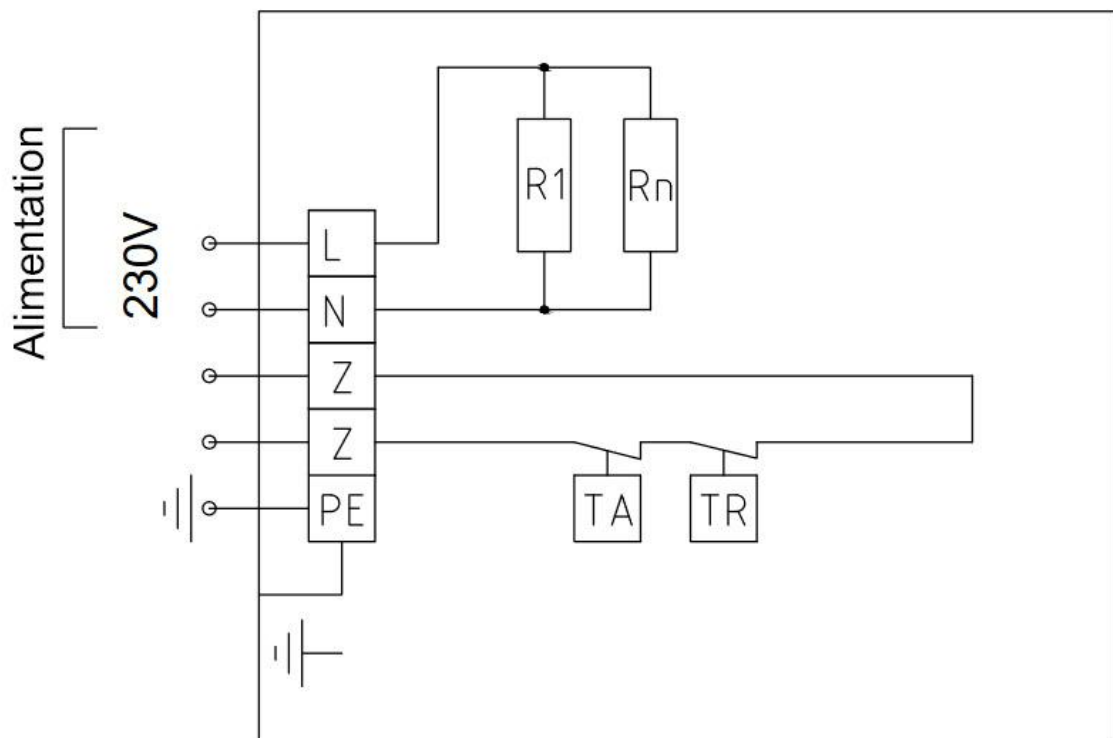 Alimentation
230V
L
N
Z
Z
PE
R1
Rn
TA
TR